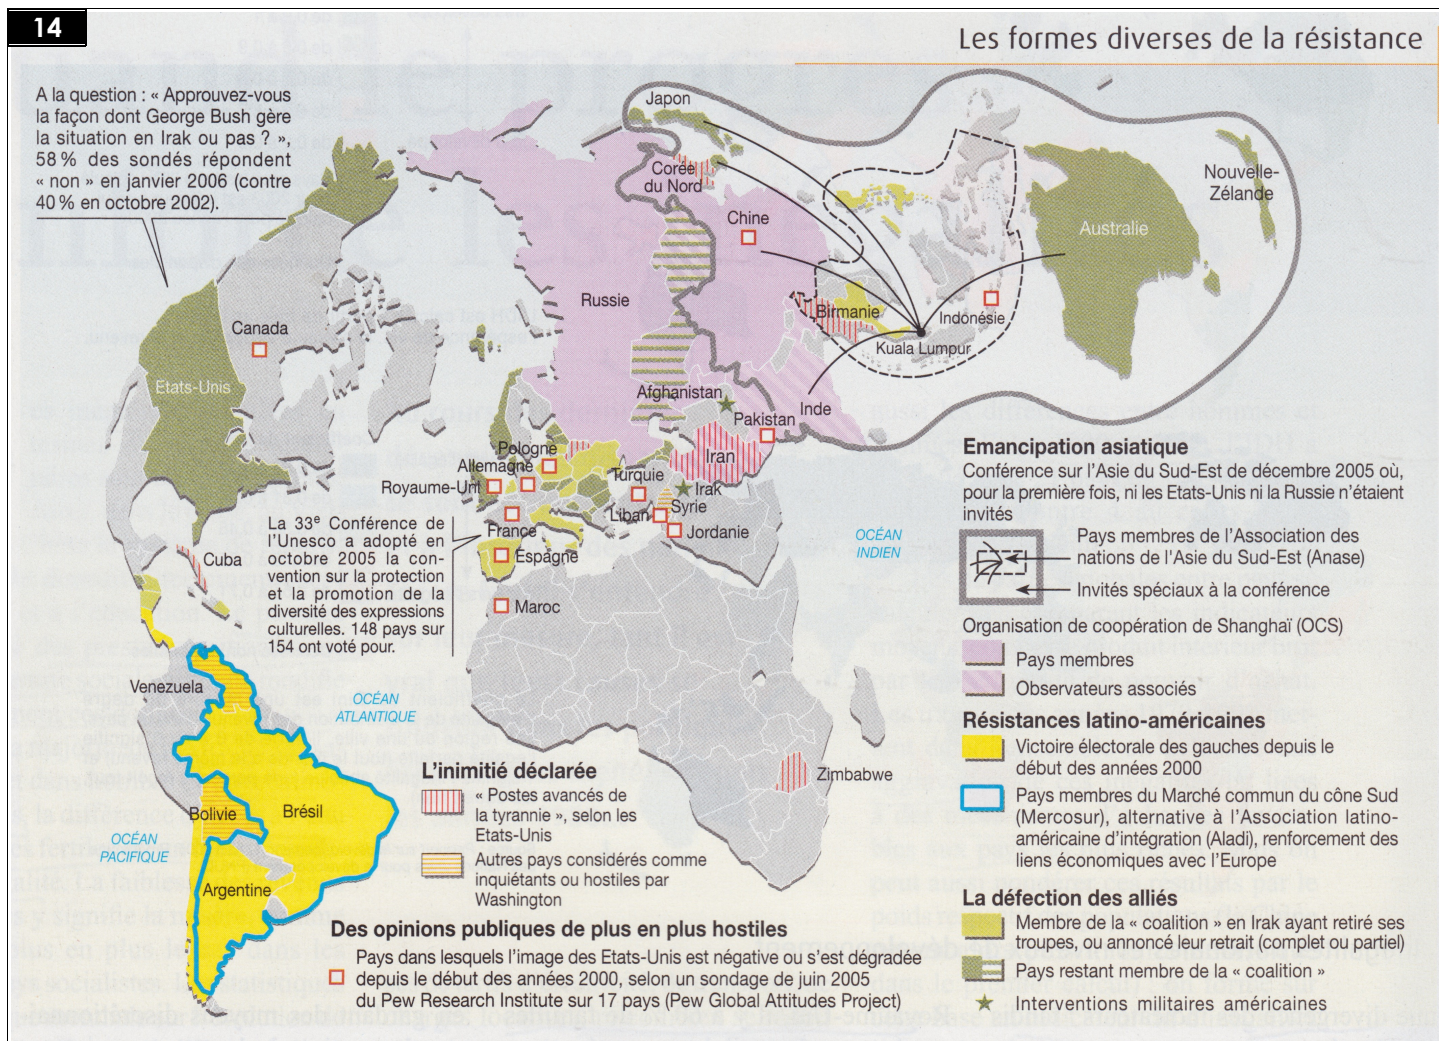 14
Les formes diverses de la résistance
A la question : « Approuvez-vous
la façon dont George Bush gère
la situation en Irak ou pas ? »,
58 % des sondés répondent
« non » en janvier 2006 (contre
40 % en octobre 2002).
Japon
Corée
du Nord
Chine
Nouvelle-
Zélande
Australie
Russie
Birmanie
Indonésie
Kuala Lumpur
Canada
Etats-Unis
Afghanistan
Pakistan
Inde
Iran
Pologne
Allemagne
Royaume-Uni
Turquie
Irak
Syrie
Liban
Jordanie
France
Espagne
Maroc
Cuba
La 33e Conférence de
l'Unesco a adopté en
octobre 2005 la con-
vention sur la protection
et la promotion de la
diversité des expressions
culturelles. 148 pays sur
154 ont voté pour.
OCÉAN
INDIEN
Venezuela
OCÉAN
ATLANTIQUE
Zimbabwe
Bolivie
Brésil
OCÉAN
PACIFIQUE
Argentine
L'inimitié déclarée
« Postes avancés de
la tyrannie », selon les
Etats-Unis
Autres pays considérés comme
inquiétants ou hostiles par
Washington
Des opinions publiques de plus en plus hostiles
Pays dans lesquels l'image des Etats-Unis est négative ou s'est dégradée
depuis le début des années 2000, selon un sondage de juin 2005
du Pew Research Institute sur 17 pays (Pew Global Attitudes Project)
Emancipation asiatique
Conférence sur l'Asie du Sud-Est de décembre 2005 où,
pour la première fois, ni les Etats-Unis ni la Russie n'étaient
invités
Pays membres de l'Association des
nations de l'Asie du Sud-Est (Anase)
Invités spéciaux à la conférence
Organisation de coopération de Shanghaï (OCS)
Pays membres
Observateurs associés
Résistances latino-américaines
Victoire électorale des gauches depuis le
début des années 2000
Pays membres du Marché commun du cône Sud
(Mercosur), alternative à l'Association latino-
américaine d'intégration (Aladi), renforcement des
liens économiques avec l'Europe
La défection des alliés
Membre de la « coalition » en Irak ayant retiré ses
troupes, ou annoncé leur retrait (complet ou partiel)
Pays restant membre de la « coalition »
Interventions militaires américaines